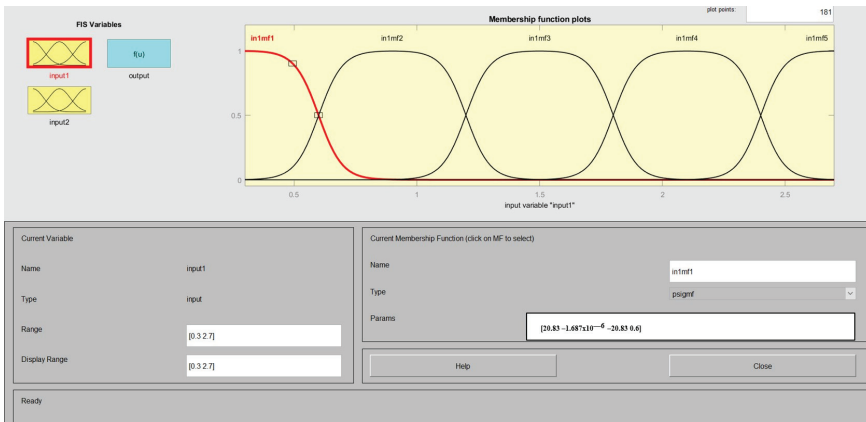 FIS Variables
Membership function plots
plot points:
181
input1
f(u)
output
input2
in1mf1
in1mf2
in1mf3
in1mf4
in1mf5
1
0.5
0
0.5
1
1.5
2
2.5
input variable "input1"
Current Variable
Name
input1
Type
input
Range
[0.3 2.7]
Display Range
[0.3 2.7]
Current Membership Function (click on MF to select)
Name
in1mf1
Type
psigmf
Params
[20.83 –1.687x10—6 –20.83 0.6]
Help
Close
Ready